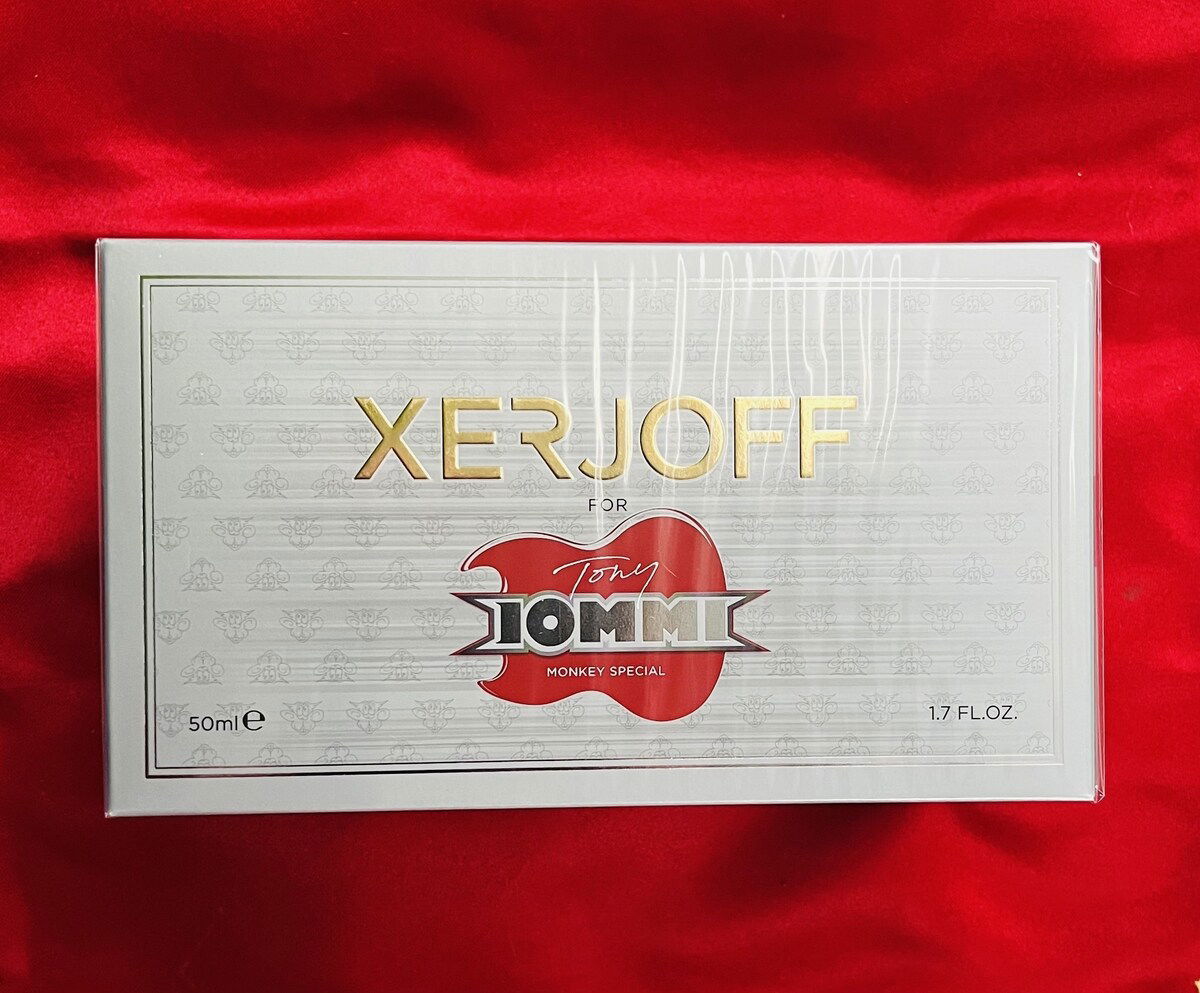 XERJOFF
FOR
Tony
IOMMI
MONKEY SPECIAL
50ml℮
1.7 FL.OZ.